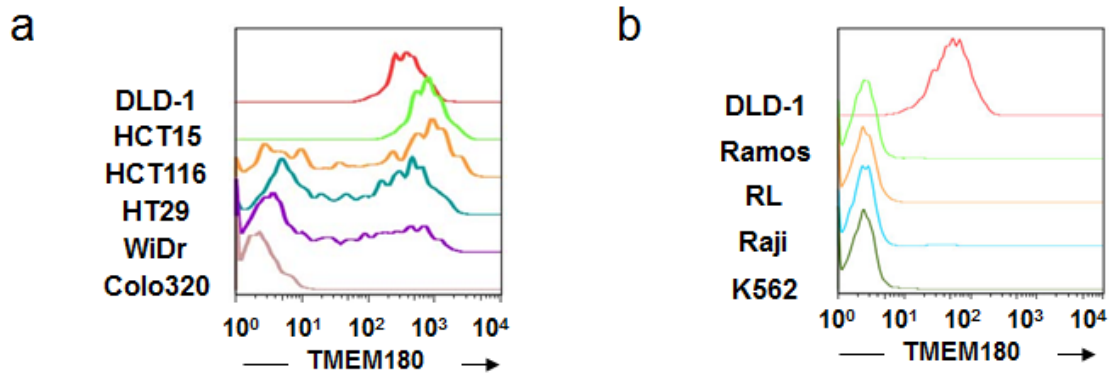 a
DLD-1
HCT15
HCT116
HT29
WiDr
Colo320
10⁰ 10¹ 10² 10³ 10⁴
TMEM180
b
DLD-1
Ramos
RL
Raji
K562
10⁰ 10¹ 10² 10³ 10⁴
TMEM180